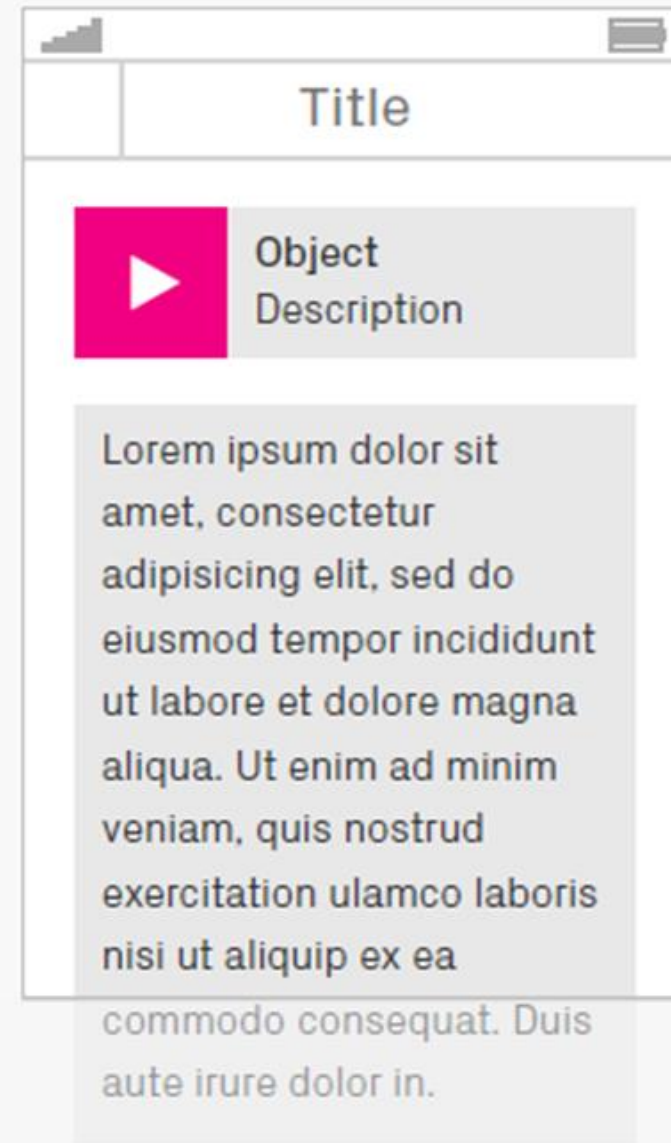 Title
Object
Description
Lorem ipsum dolor sit
amet, consectetur
adipisicing elit, sed do
eiusmod tempor incididunt
ut labore et dolore magna
aliqua. Ut enim ad minim
veniam, quis nostrud
exercitation ulamco laboris
nisi ut aliquip ex ea
commodo consequat. Duis
aute irure dolor in.